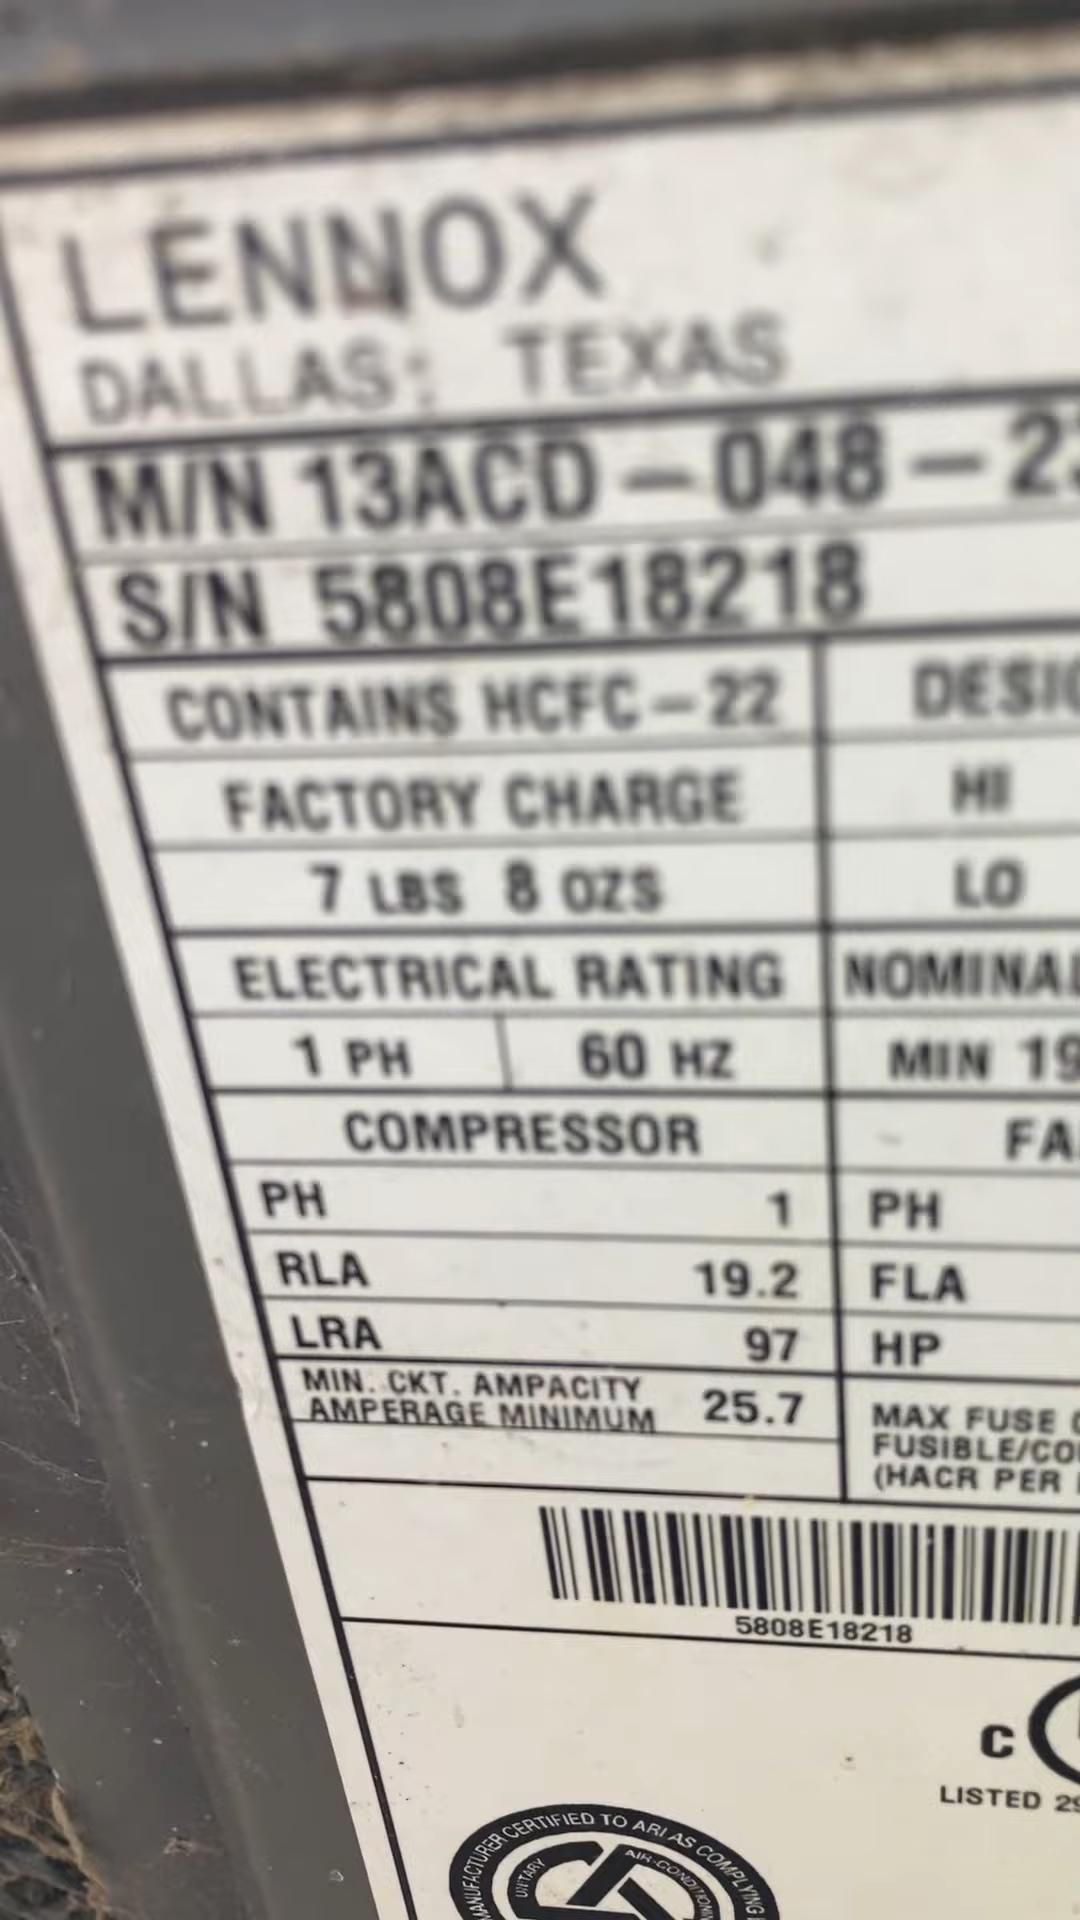 LENNOX
DALLAS, TEXAS
M/N 13ACD-048-23
S/N 5808E18218
CONTAINS HCFC-22 DESIG
FACTORY CHARGE HI
7 LBS 8 OZS LO
ELECTRICAL RATING NOMINAL
1 PH 60 HZ MIN 19
COMPRESSOR FA
PH 1 PH
RLA 19.2 FLA
LRA 97 HP
MIN. CKT. AMPACITY
AMPERAGE MINIMUM 25.7
MAX FUSE
FUSIBLE/CO
(HACR PER
5808E18218
C
LISTED 29
MANUFACTURER CERTIFIED TO ARI AS COMPLYING
UNITARY AIR-CONDITIONING